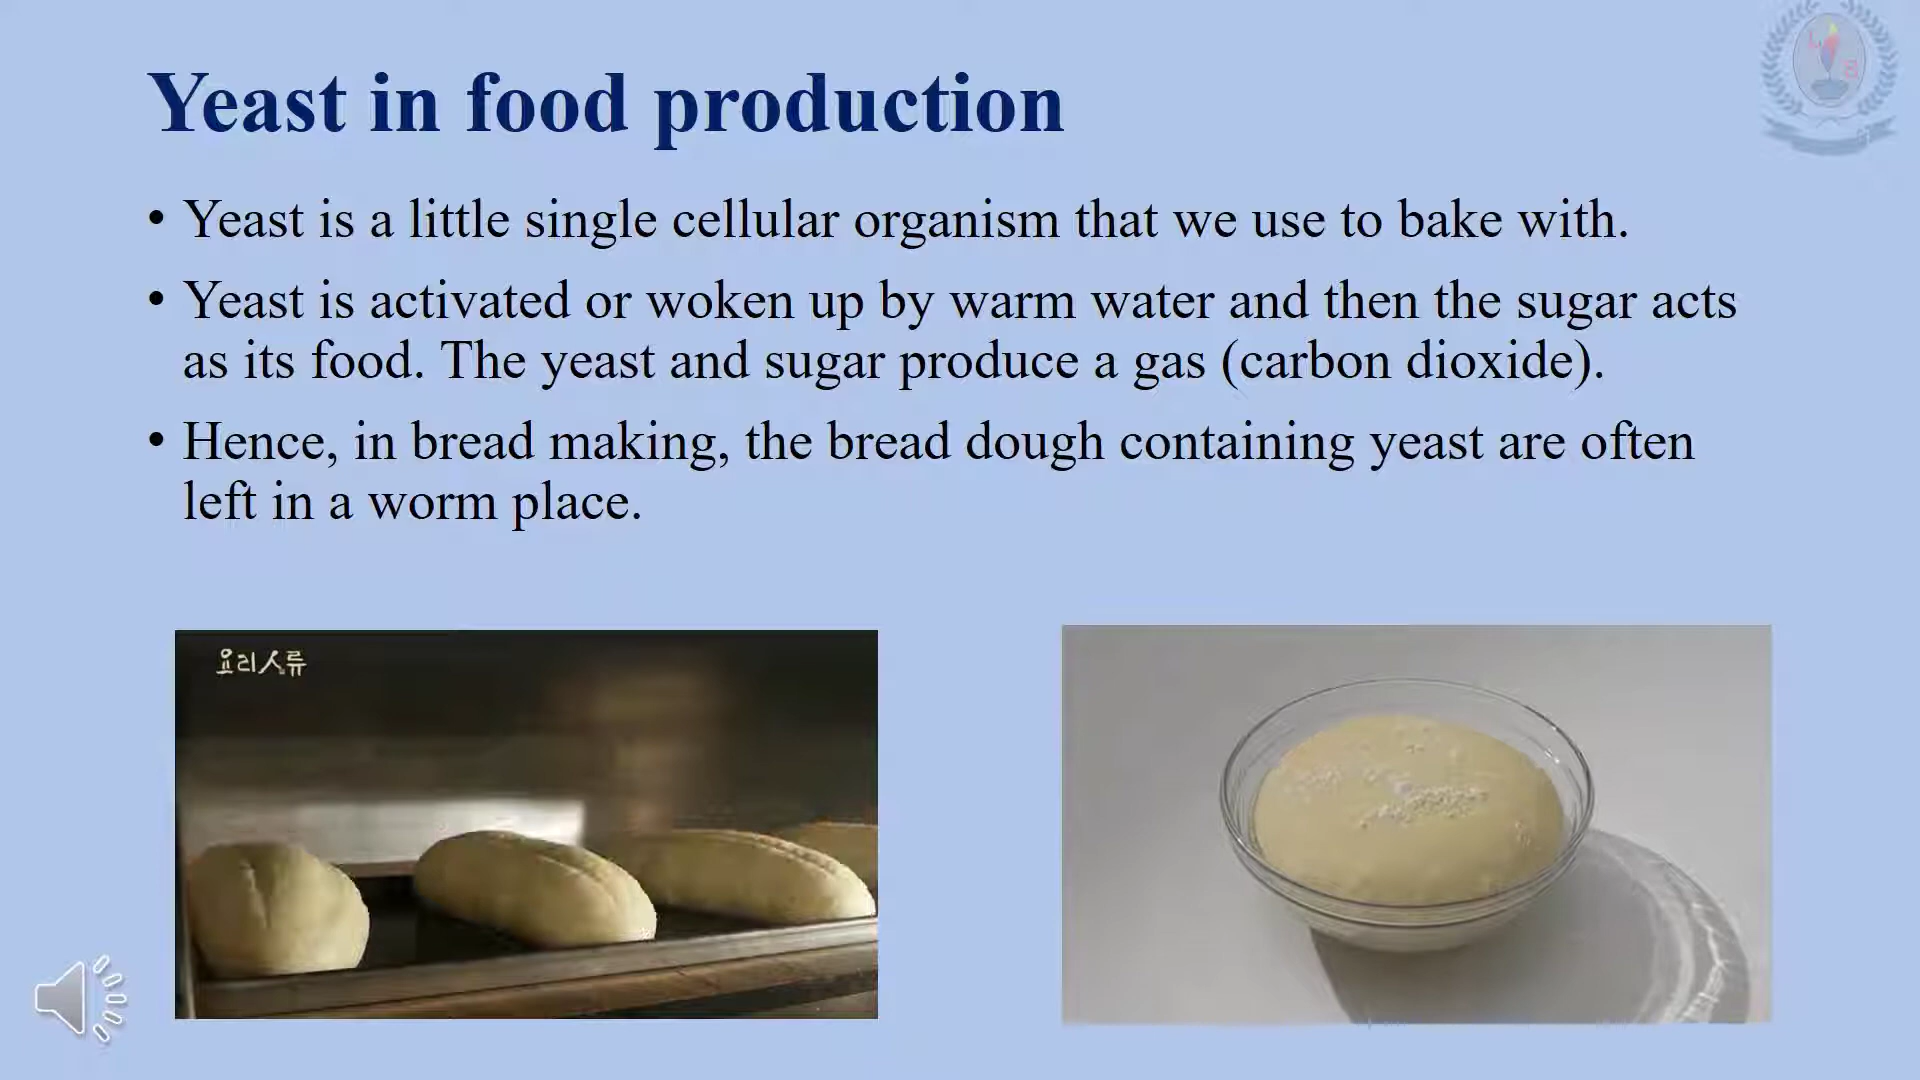 Yeast in food production
• Yeast is a little single cellular organism that we use to bake with.
• Yeast is activated or woken up by warm water and then the sugar acts
as its food. The yeast and sugar produce a gas (carbon dioxide).
• Hence, in bread making, the bread dough containing yeast are often
left in a worm place.
요리人류